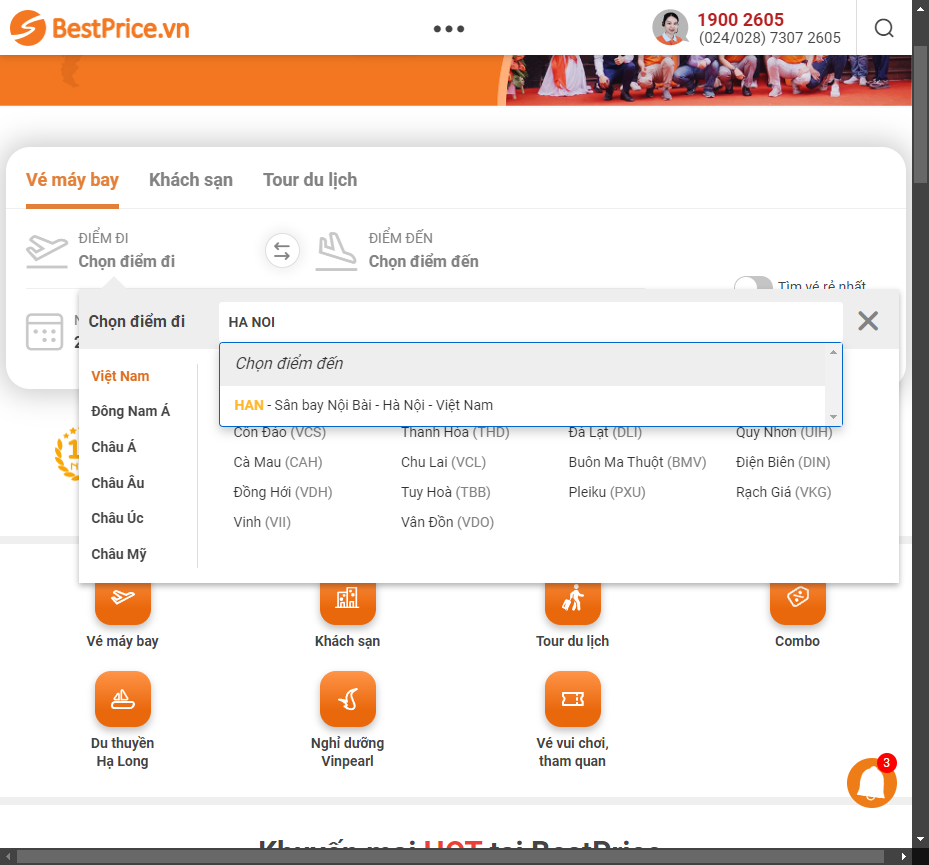 BestPrice.vn
1900 2605
(024/028) 7307 2605
Vé máy bay
Khách sạn
Tour du lịch
ĐIỂM ĐI
Chọn điểm đi
ĐIỂM ĐẾN
Chọn điểm đến
Tìm vé rẻ nhất
Chọn điểm đi
HA NOI
Chọn điểm đến
HAN - Sân bay Nội Bài - Hà Nội - Việt Nam
Việt Nam
Đông Nam Á
Châu Á
Châu Âu
Châu Úc
Châu Mỹ
Côn Đảo (VCS)
Thanh Hóa (THD)
Đà Lạt (DLI)
Quy Nhơn (UIH)
Cà Mau (CAH)
Chu Lai (VCL)
Buôn Ma Thuột (BMV)
Điện Biên (DIN)
Đồng Hới (VDH)
Tuy Hoà (TBB)
Pleiku (PXU)
Rạch Giá (VKG)
Vinh (VII)
Vân Đồn (VDO)
Vé máy bay
Khách sạn
Tour du lịch
Combo
Du thuyền
Hạ Long
Nghỉ dưỡng
Vinpearl
Vé vui chơi,
tham quan
3
Khuyến mại HOT tại BestPrice